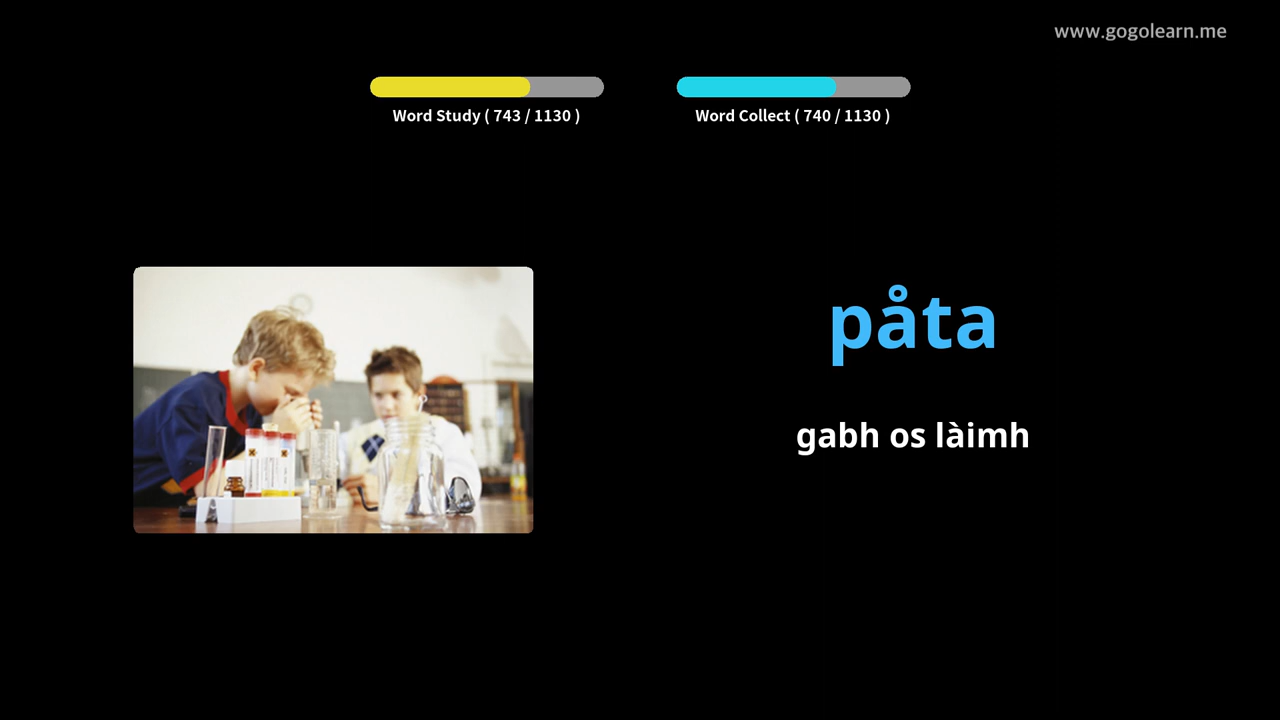 www.gogolearn.me
Word Study ( 743 / 1130 )
Word Collect ( 740 / 1130 )
påta
gabh os làimh